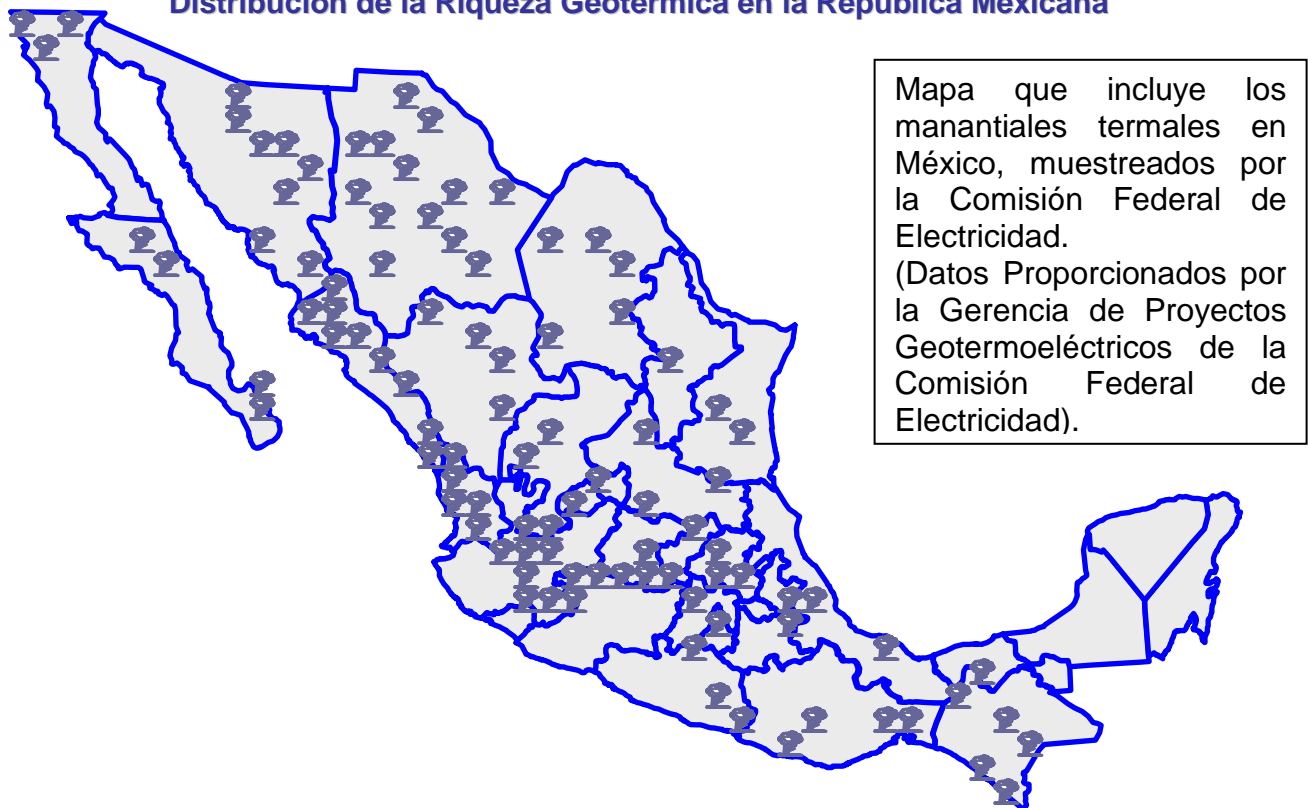 Distribución de la Riqueza Geotérmica en la República Mexicana
Mapa que incluye los
manantiales termales en
México, muestreados por
la Comisión Federal de
Electricidad.
(Datos Proporcionados por
la Gerencia de Proyectos
Geotermoeléctricos de la
Comisión Federal de
Electricidad).